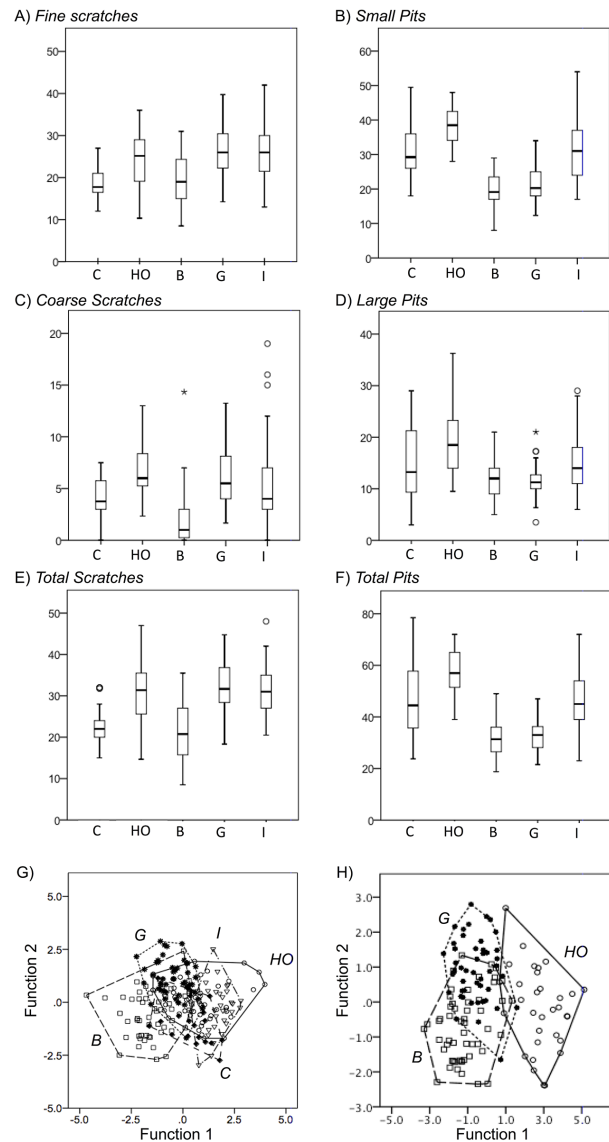 A) Fine scratches
50
40
30
20
10
0
C HO B G I
B) Small Pits
60
50
40
30
20
10
0
C HO B G I
C) Coarse Scratches
20
15
10
5
0
C HO B G I
D) Large Pits
40
30
20
10
0
C HO B G I
E) Total Scratches
50
40
30
20
10
0
C HO B G I
F) Total Pits
80
60
40
20
0
C HO B G I
G)
Function 2
5.0
2.5
.0
-2.5
-5.0
G I HO B C
-5.0 -2.5 .0 2.5 5.0
Function 1
H)
Function 2
3.0
2.0
1.0
.0
-1.0
-2.0
-3.0
G HO B
-5.0 -3.0 -1.0 1.0 3.0 5.0
Function 1